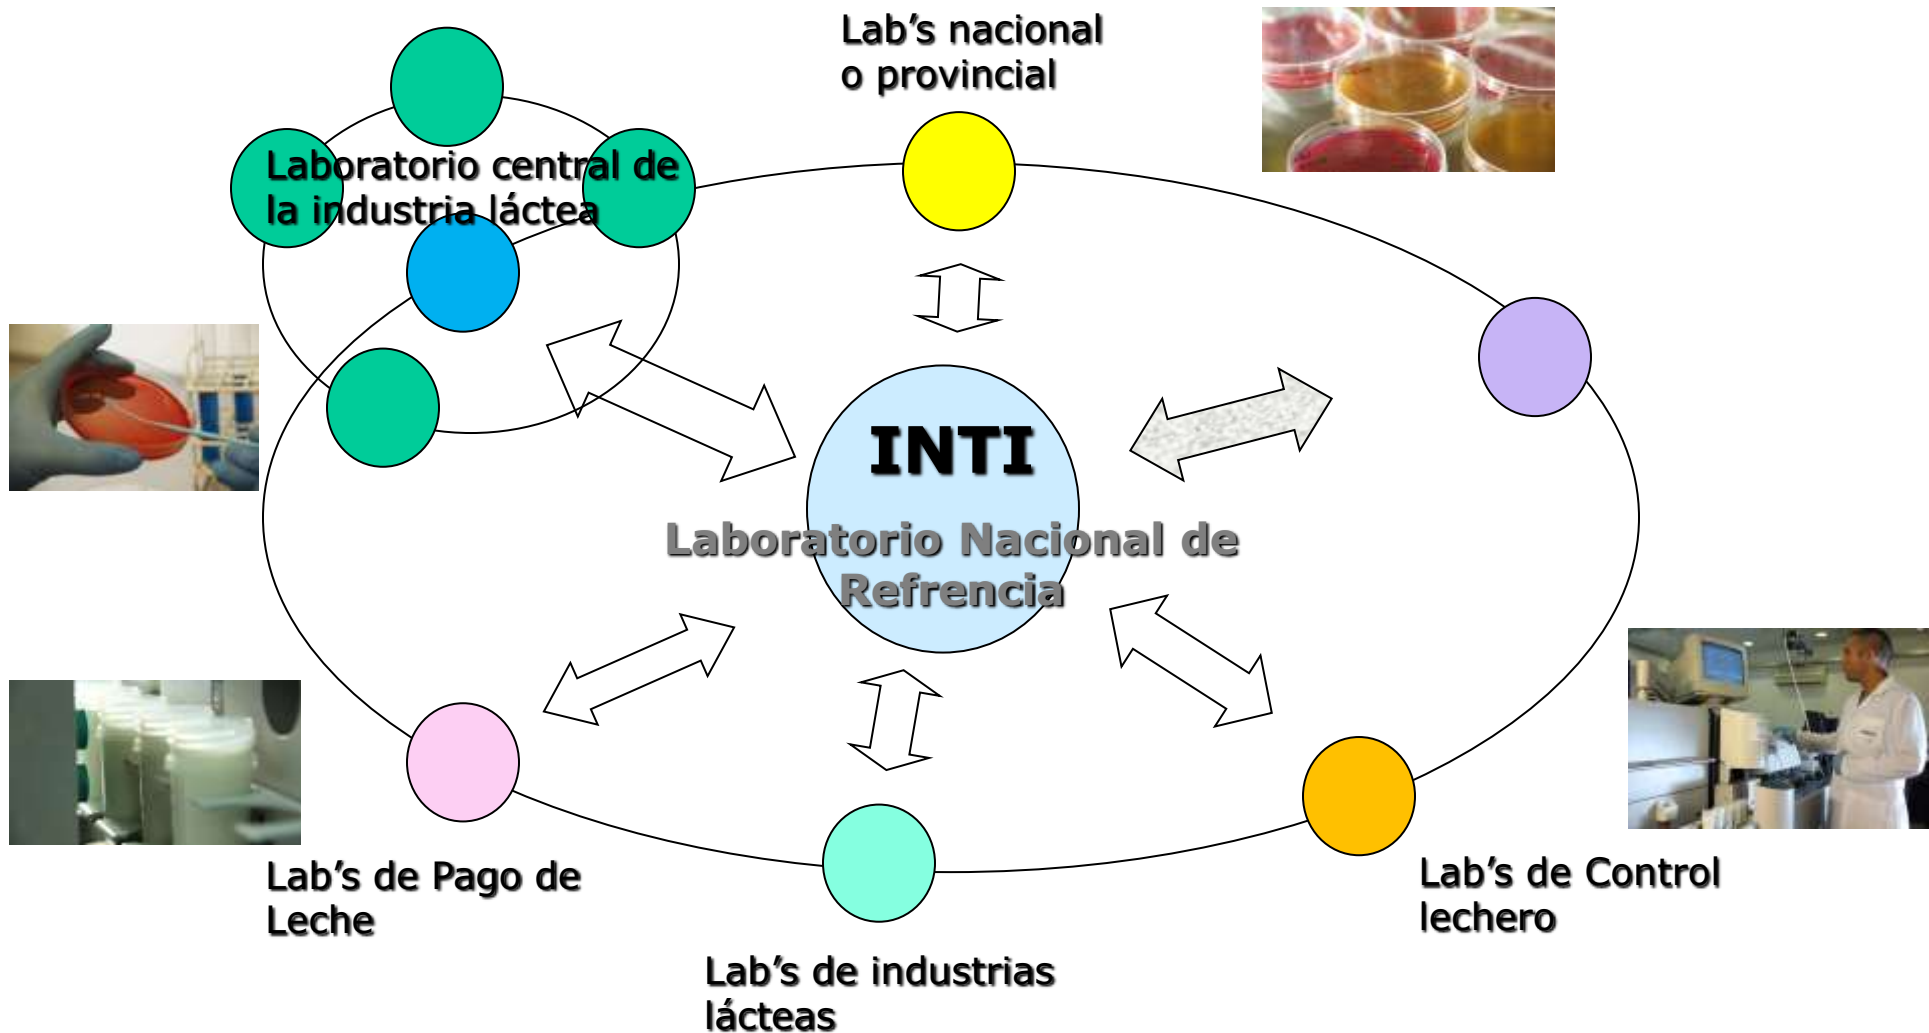 Lab's nacional
o provincial
Laboratorio central de
la industria láctea
INTI
Laboratorio Nacional de
Refrencia
Lab's de Pago de
Leche
Lab's de Control
lechero
Lab's de industrias
lácteas